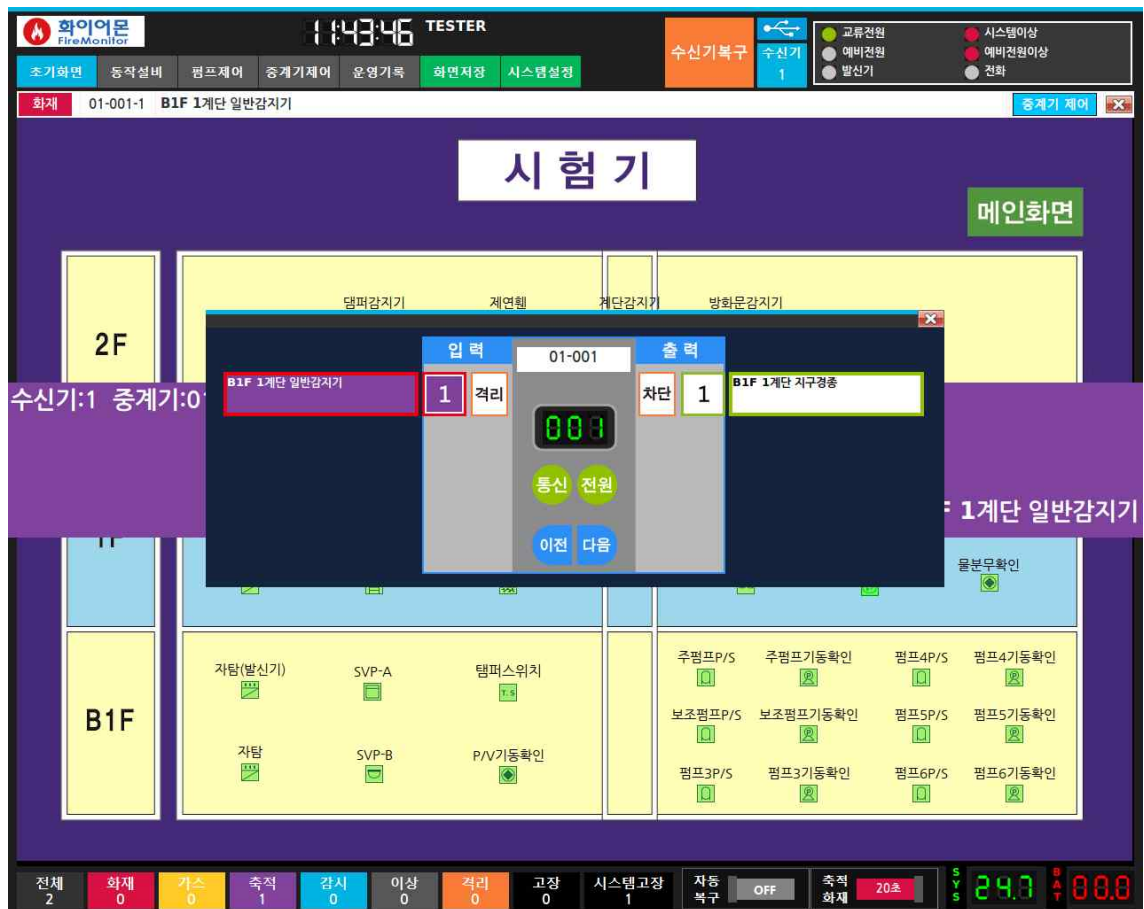 화이어몬
FireMonitor
11:43:46
TESTER
수신기복구
수신기
1
교류전원
예비전원
발신기
시스템이상
예비전원이상
전화
초기화면 동작설비 펌프제어 중계기제어 운영기록 화면저장 시스템설정
화재 01-001-1 B1F 1계단 일반감지기 중계기 제어
시 험 기
메인화면
2F
댐퍼감지기 제연휀 계단감지기 방화문감지기
입 력 01-001 출 력
B1F 1계단 일반감지기 1 격리 차단 1 B1F 1계단 지구경종
수신기:1 중계기:0
001
통신 전원
1계단 일반감지기
이전 다음
물분무확인
B1F
자탐(발신기) SVP-A 탬퍼스위치
T.S
자탐 SVP-B P/V기동확인
주펌프P/S 주펌프기동확인 펌프4P/S 펌프4기동확인
보조펌프P/S 보조펌프기동확인 펌프5P/S 펌프5기동확인
펌프3P/S 펌프3기동확인 펌프6P/S 펌프6기동확인
전체 화재 가스 축적 감시 이상 격리 고장 시스템고장
2 0 0 1 0 0 0 0 1
자동
복구
OFF
축적
화재
20초
SYS 24.7 BAT 00.0